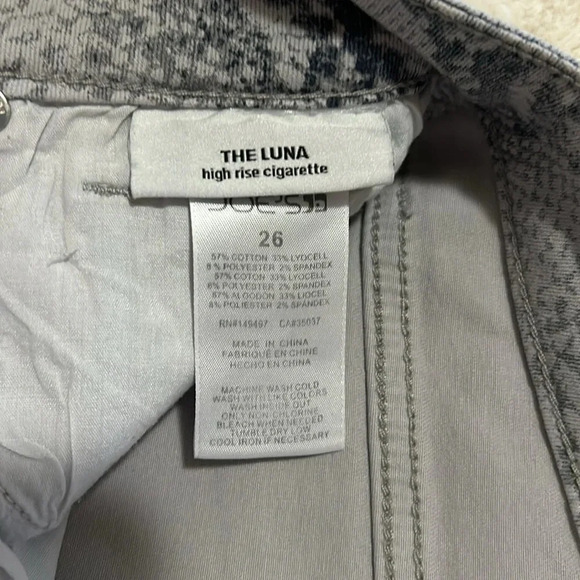 THE LUNA
high rise cigarette
JOE'S
26
57% COTTON 33% LYOCELL
8% POLYESTER 2% SPANDEX
57% COTON 33% LYOCELL
8% POLYESTER 2% SPANDEX
57% ALGODON 33% LIOCEL
8% POLIESTER 2% SPANDEX
RN#149497 CA#35037
MADE IN CHINA
FABRIQUÉ EN CHINE
HECHO EN CHINA
MACHINE WASH COLD
WASH WITH LIKE COLORS
WASH INSIDE OUT
ONLY NON-CHLORINE
BLEACH WHEN NEEDED
TUMBLE DRY LOW
COOL IRON IF NECESSARY